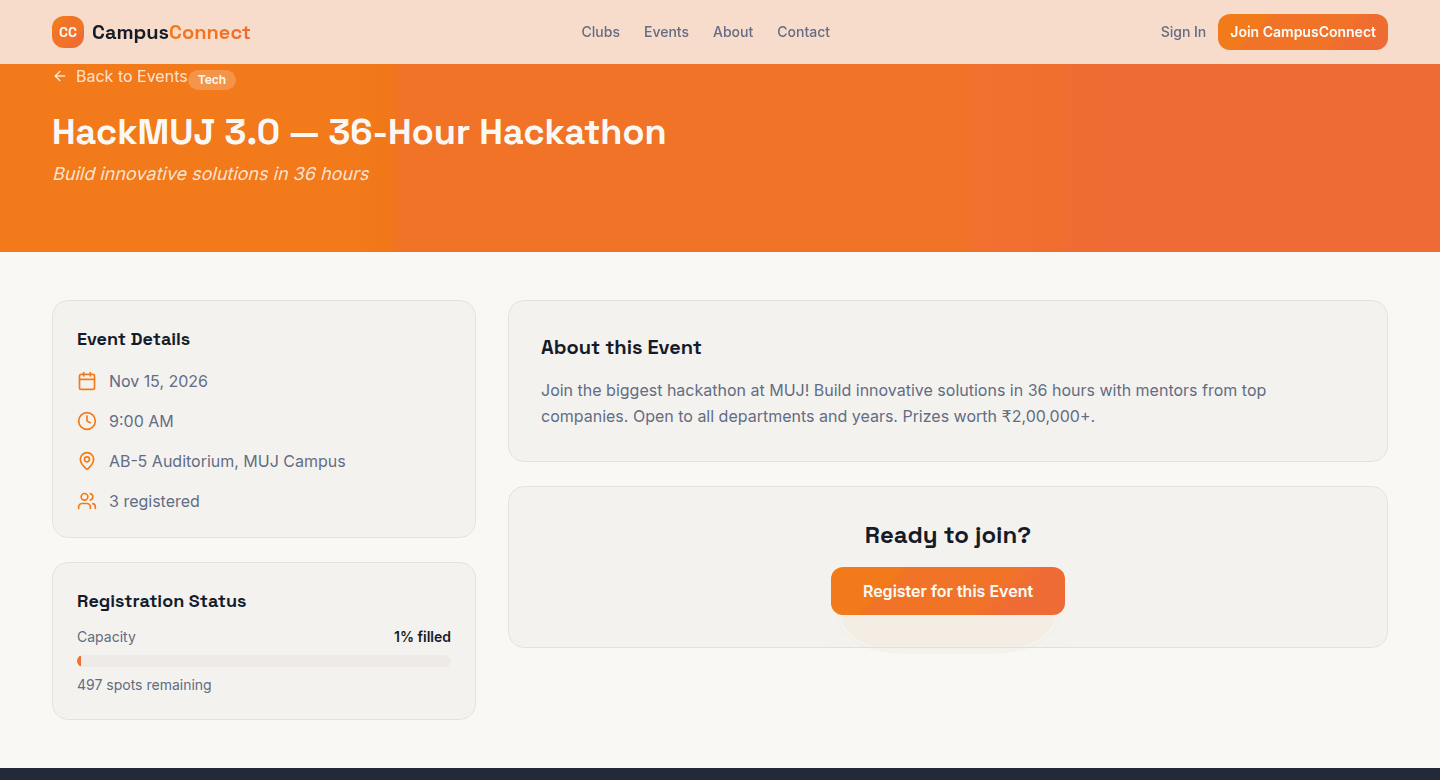 CC CampusConnect Clubs Events About Contact Sign In Join CampusConnect
Back to Events Tech
HackMUJ 3.0 — 36-Hour Hackathon
Build innovative solutions in 36 hours
Event Details
Nov 15, 2026
9:00 AM
AB-5 Auditorium, MUJ Campus
3 registered
Registration Status
Capacity 1% filled
497 spots remaining
About this Event
Join the biggest hackathon at MUJ! Build innovative solutions in 36 hours with mentors from top
companies. Open to all departments and years. Prizes worth ₹2,00,000+.
Ready to join?
Register for this Event